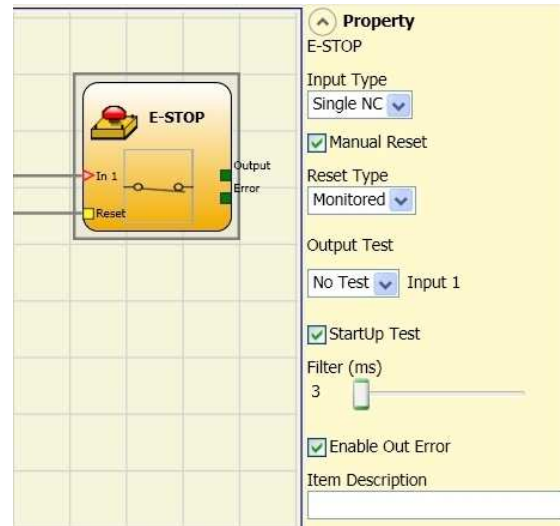 E-STOP
In 1
Reset
Output
Error
Property
E-STOP
Input Type
Single NC
Manual Reset
Reset Type
Monitored
Output Test
No Test Input 1
StartUp Test
Filter (ms)
3
Enable Out Error
Item Description